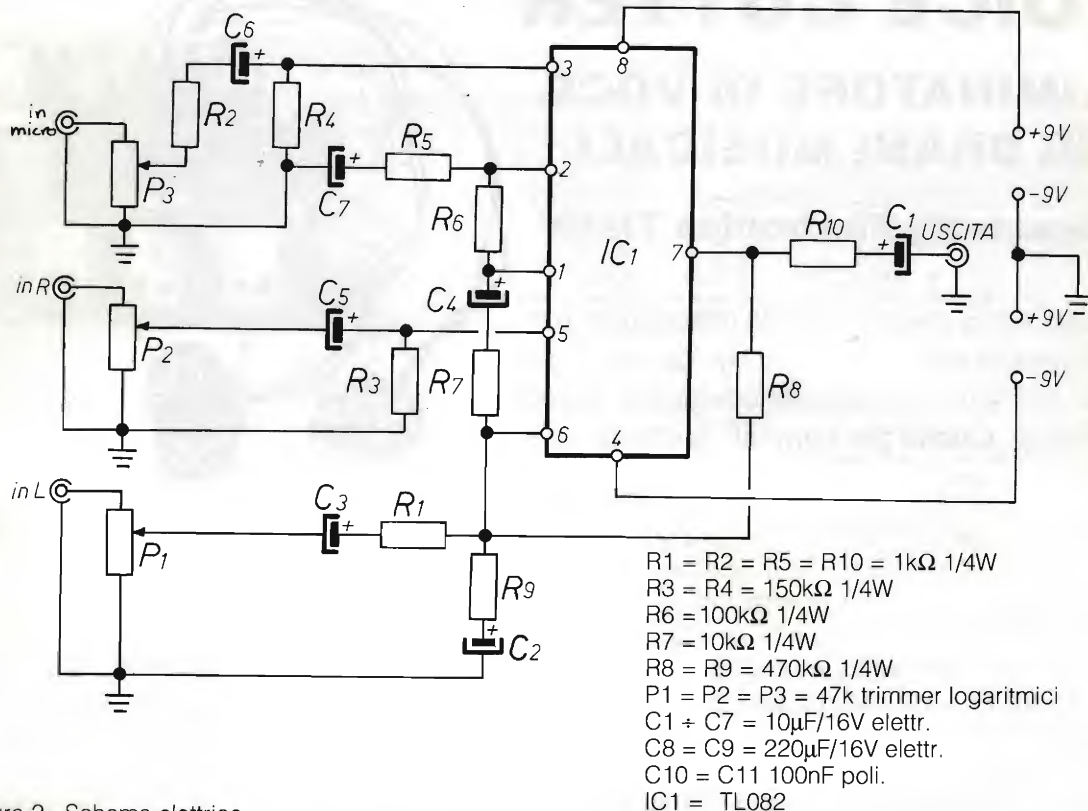 C6
+
in
micro
R2
R4
P3
C7
+
R5
R6
3
2
1
8
IC1
7
C4
+
in R
P2
C5
+
R3
R7
5
6
4
in L
P1
C3
+
R1
R9
+
C2
R8
R10
C1
+
USCITA
+9V
-9V
+9V
-9V
R1 = R2 = R5 = R10 = 1kΩ 1/4W
R3 = R4 = 150kΩ 1/4W
R6 = 100kΩ 1/4W
R7 = 10kΩ 1/4W
R8 = R9 = 470kΩ 1/4W
P1 = P2 = P3 = 47k trimmer logaritmici
C1 ÷ C7 = 10µF/16V elettr.
C8 = C9 = 220µF/16V elettr.
C10 = C11 100nF poli.
IC1 = TL082
2 Schema elettrico